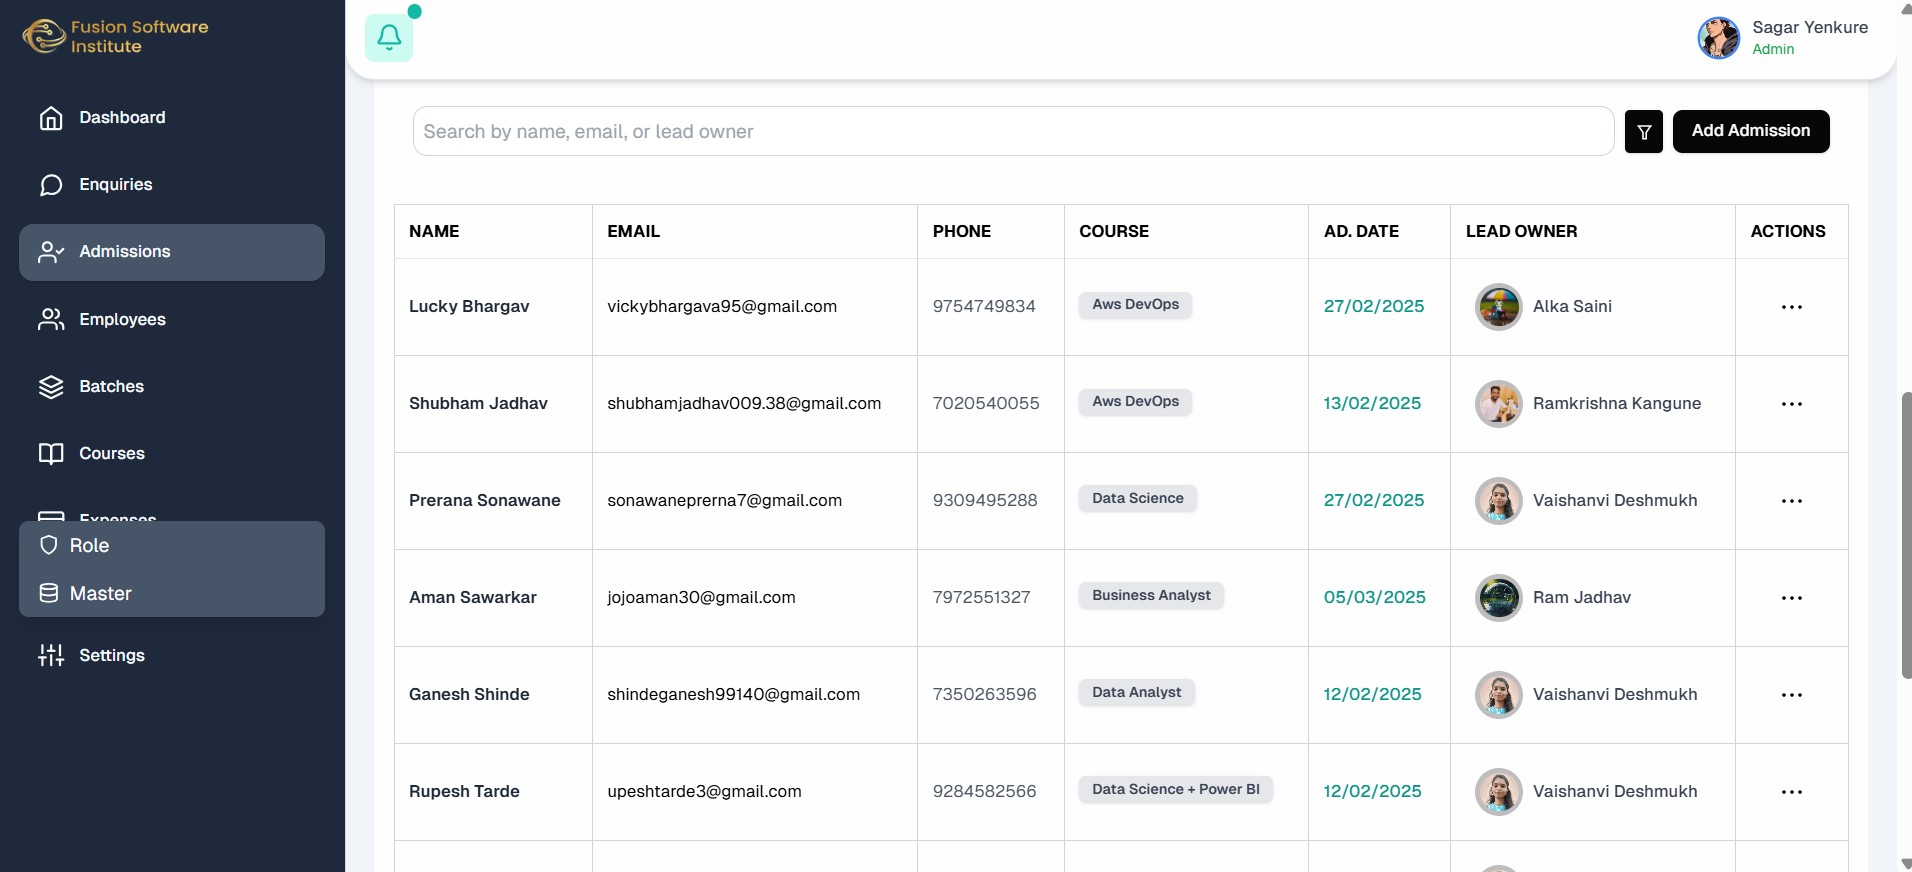 Fusion Software
Institute
Sagar Yenkure
Admin
Dashboard
Enquiries
Admissions
Employees
Batches
Courses
Expenses
Role
Master
Settings
Search by name, email, or lead owner
Add Admission
NAME EMAIL PHONE COURSE AD. DATE LEAD OWNER ACTIONS
Lucky Bhargav vickybhargava95@gmail.com 9754749834 Aws DevOps 27/02/2025 Alka Saini ...
Shubham Jadhav shubhamjadhav009.38@gmail.com 7020540055 Aws DevOps 13/02/2025 Ramkrishna Kangune ...
Prerana Sonawane sonawaneprerna7@gmail.com 9309495288 Data Science 27/02/2025 Vaishanvi Deshmukh ...
Aman Sawarkar jojoaman30@gmail.com 7972551327 Business Analyst 05/03/2025 Ram Jadhav ...
Ganesh Shinde shindeganesh99140@gmail.com 7350263596 Data Analyst 12/02/2025 Vaishanvi Deshmukh ...
Rupesh Tarde upeshtarde3@gmail.com 9284582566 Data Science + Power BI 12/02/2025 Vaishanvi Deshmukh ...